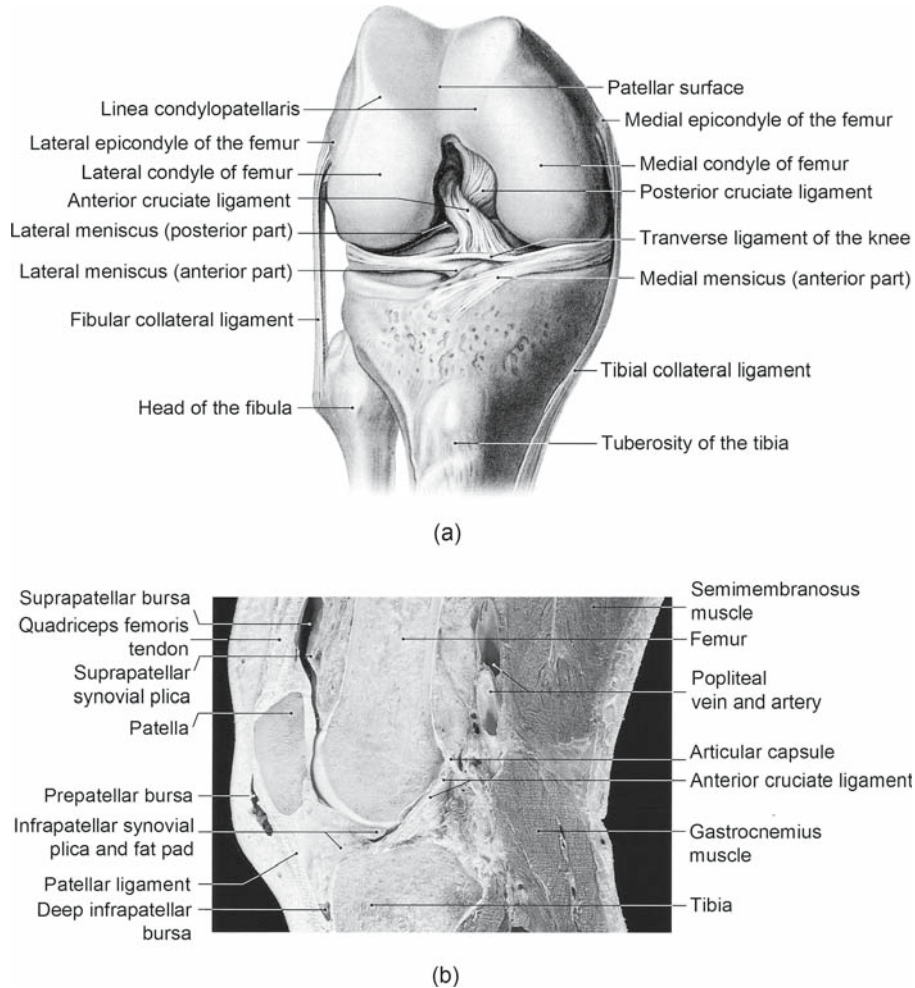 Linea condylopatellaris
Lateral epicondyle of the femur
Lateral condyle of femur
Anterior cruciate ligament
Lateral meniscus (posterior part)
Lateral meniscus (anterior part)
Fibular collateral ligament
Head of the fibula
Patellar surface
Medial epicondyle of the femur
Medial condyle of femur
Posterior cruciate ligament
Tranverse ligament of the knee
Medial mensicus (anterior part)
Tibial collateral ligament
Tuberosity of the tibia
(a)
Suprapatellar bursa
Quadriceps femoris
tendon
Suprapatellar
synovial plica
Patella
Prepatellar bursa
Infrapatellar synovial
plica and fat pad
Patellar ligament
Deep infrapatellar
bursa
Semimembranosus
muscle
Femur
Popliteal
vein and artery
Articular capsule
Anterior cruciate ligament
Gastrocnemius
muscle
Tibia
(b)